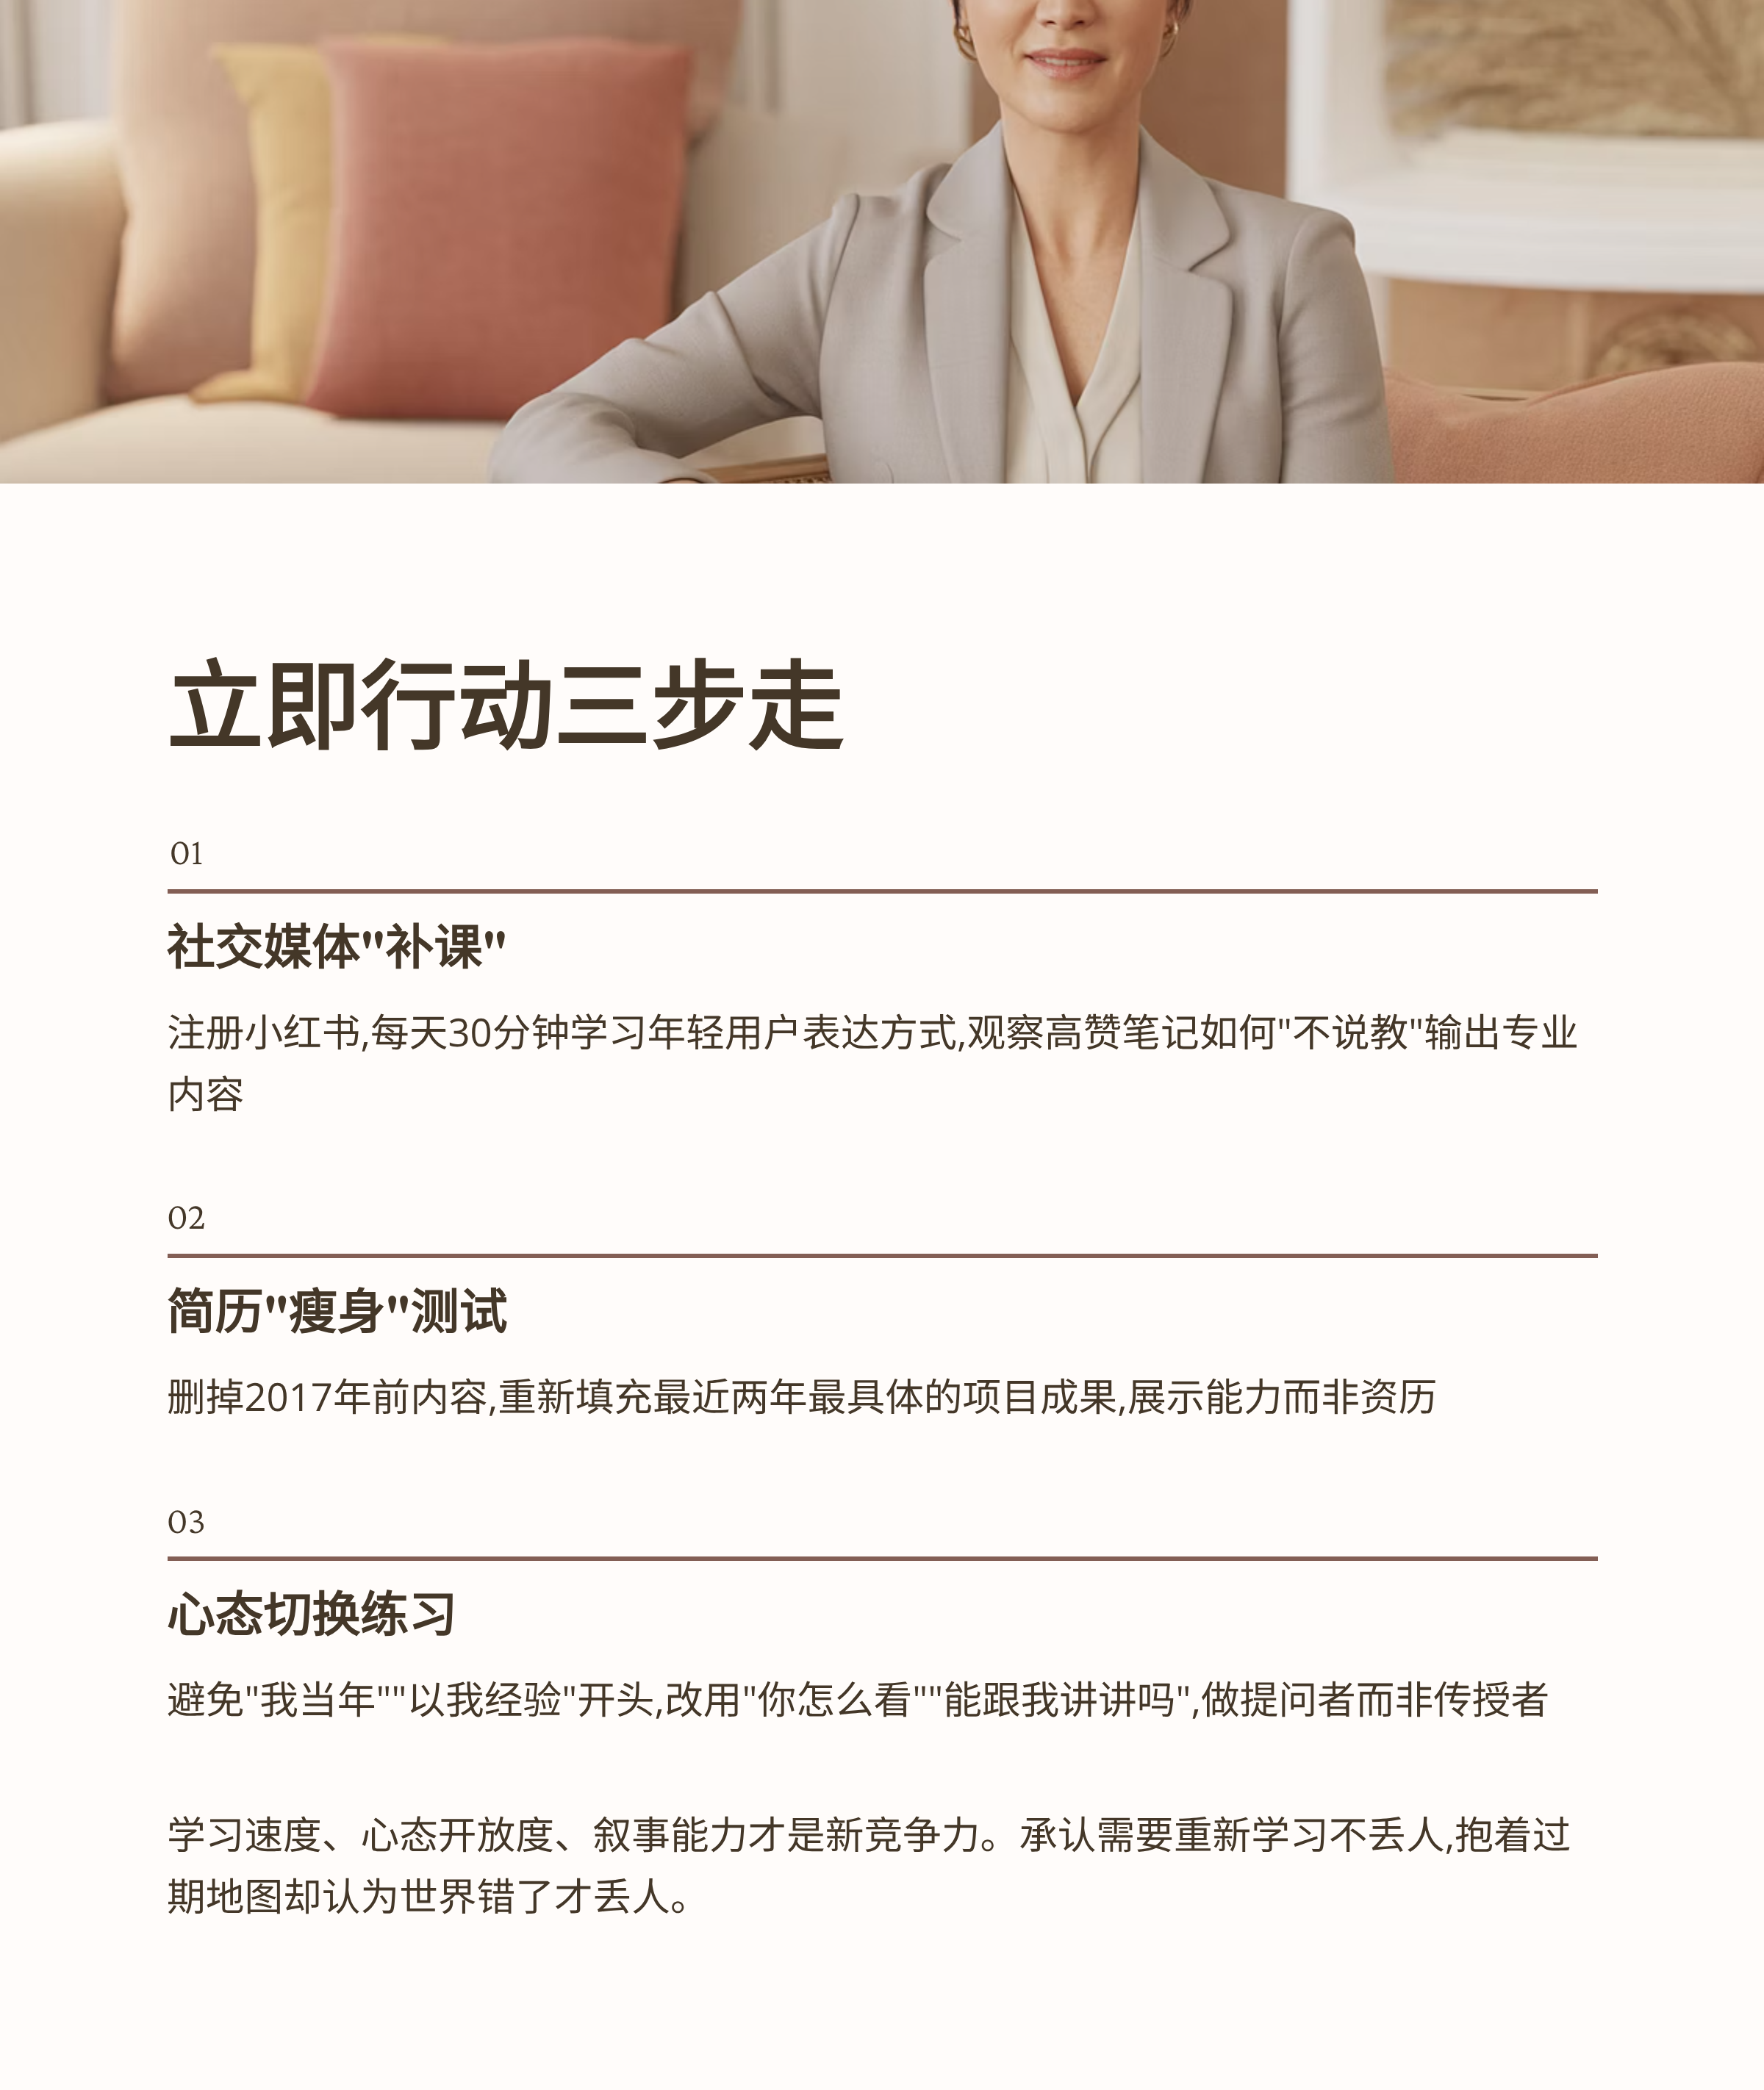 立即行动三步走
01
社交媒体"补课"
注册小红书,每天30分钟学习年轻用户表达方式,观察高赞笔记如何"不说教"输出专业
内容
02
简历"瘦身"测试
删掉2017年前内容,重新填充最近两年最具体的项目成果,展示能力而非资历
03
心态切换练习
避免"我当年""以我经验"开头,改用"你怎么看""能跟我讲讲吗",做提问者而非传授者
学习速度、心态开放度、叙事能力才是新竞争力。承认需要重新学习不丢人,抱着过
期地图却认为世界错了才丢人。